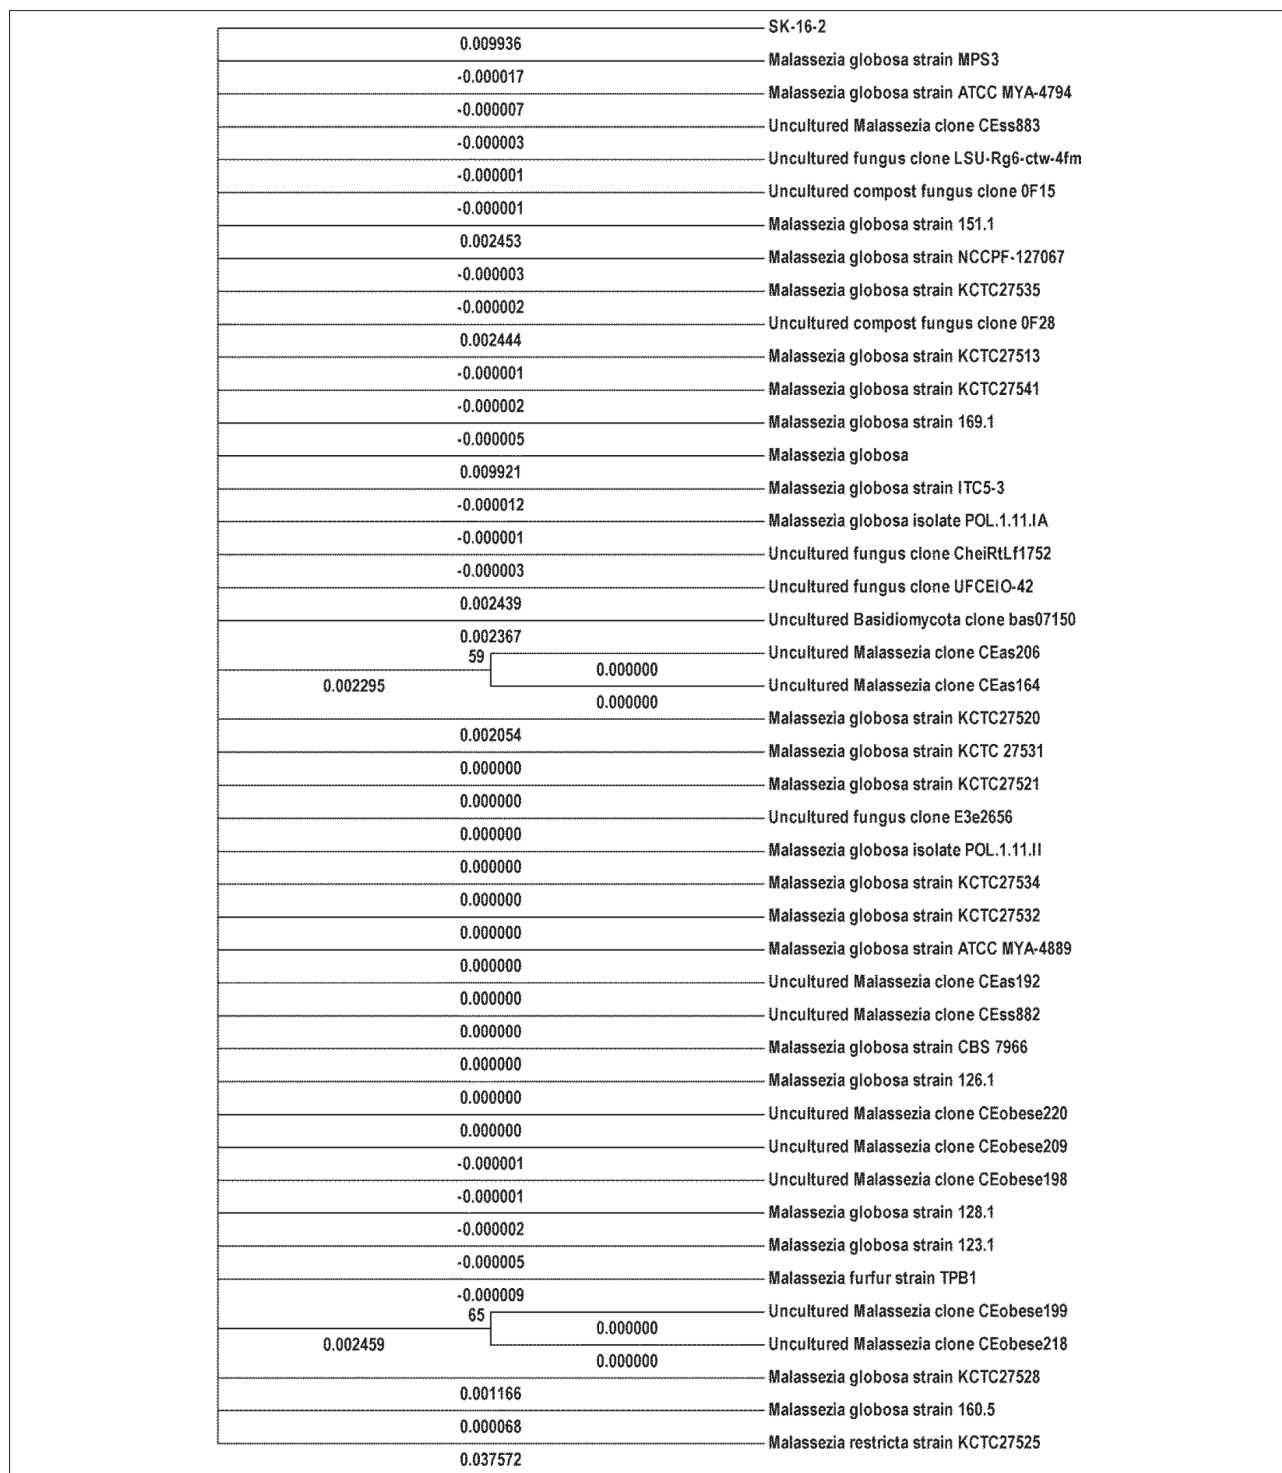 SK-16-2
0.009936
Malassezia globosa strain MPS3
-0.000017
Malassezia globosa strain ATCC MYA-4794
-0.000007
Uncultured Malassezia clone CEss883
-0.000003
Uncultured fungus clone LSU-Rg6-ctw-4fm
-0.000001
Uncultured compost fungus clone 0F15
-0.000001
Malassezia globosa strain 151.1
0.002453
Malassezia globosa strain NCCPF-127067
-0.000003
Malassezia globosa strain KCTC27535
-0.000002
Uncultured compost fungus clone 0F28
0.002444
Malassezia globosa strain KCTC27513
-0.000001
Malassezia globosa strain KCTC27541
-0.000002
Malassezia globosa strain 169.1
-0.000005
Malassezia globosa
0.009921
Malassezia globosa strain ITC5-3
-0.000012
Malassezia globosa isolate POL.1.11.IA
-0.000001
Uncultured fungus clone CheiRtLf1752
-0.000003
Uncultured fungus clone UFCEIO-42
0.002439
Uncultured Basidiomycota clone bas07150
0.002367
59
Uncultured Malassezia clone CEas206
0.000000
0.002295
Uncultured Malassezia clone CEas164
0.000000
Malassezia globosa strain KCTC27520
0.002054
Malassezia globosa strain KCTC 27531
0.000000
Malassezia globosa strain KCTC27521
0.000000
Uncultured fungus clone E3e2656
0.000000
Malassezia globosa isolate POL.1.11.II
0.000000
Malassezia globosa strain KCTC27534
0.000000
Malassezia globosa strain KCTC27532
0.000000
Malassezia globosa strain ATCC MYA-4889
0.000000
Uncultured Malassezia clone CEas192
0.000000
Uncultured Malassezia clone CEss882
0.000000
Malassezia globosa strain CBS 7966
0.000000
Malassezia globosa strain 126.1
0.000000
Uncultured Malassezia clone CEobese220
0.000000
Uncultured Malassezia clone CEobese209
-0.000001
Uncultured Malassezia clone CEobese198
-0.000001
Malassezia globosa strain 128.1
-0.000002
Malassezia globosa strain 123.1
-0.000005
Malassezia furfur strain TPB1
-0.000009
65
Uncultured Malassezia clone CEobese199
0.000000
0.002459
Uncultured Malassezia clone CEobese218
0.000000
Malassezia globosa strain KCTC27528
0.001166
Malassezia globosa strain 160.5
0.000068
Malassezia restricta strain KCTC27525
0.037572